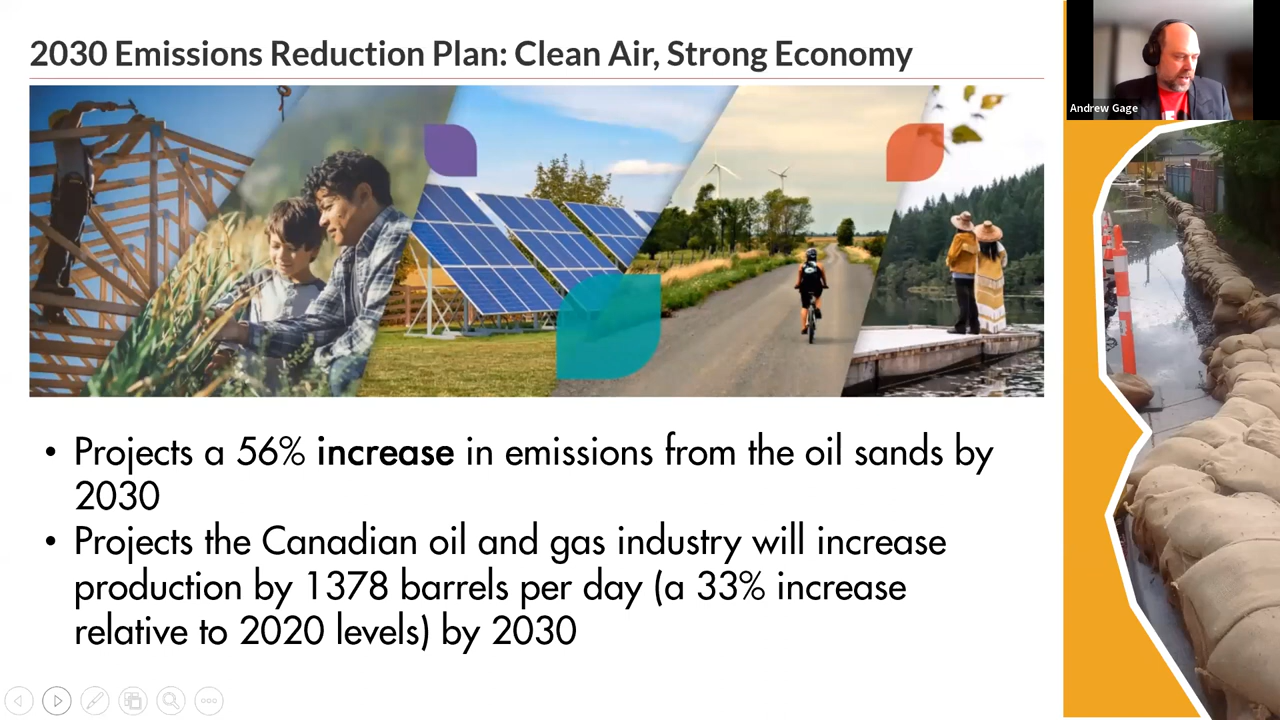 2030 Emissions Reduction Plan: Clean Air, Strong Economy
Andrew Gage
• Projects a 56% increase in emissions from the oil sands by
2030
• Projects the Canadian oil and gas industry will increase
production by 1378 barrels per day (a 33% increase
relative to 2020 levels) by 2030